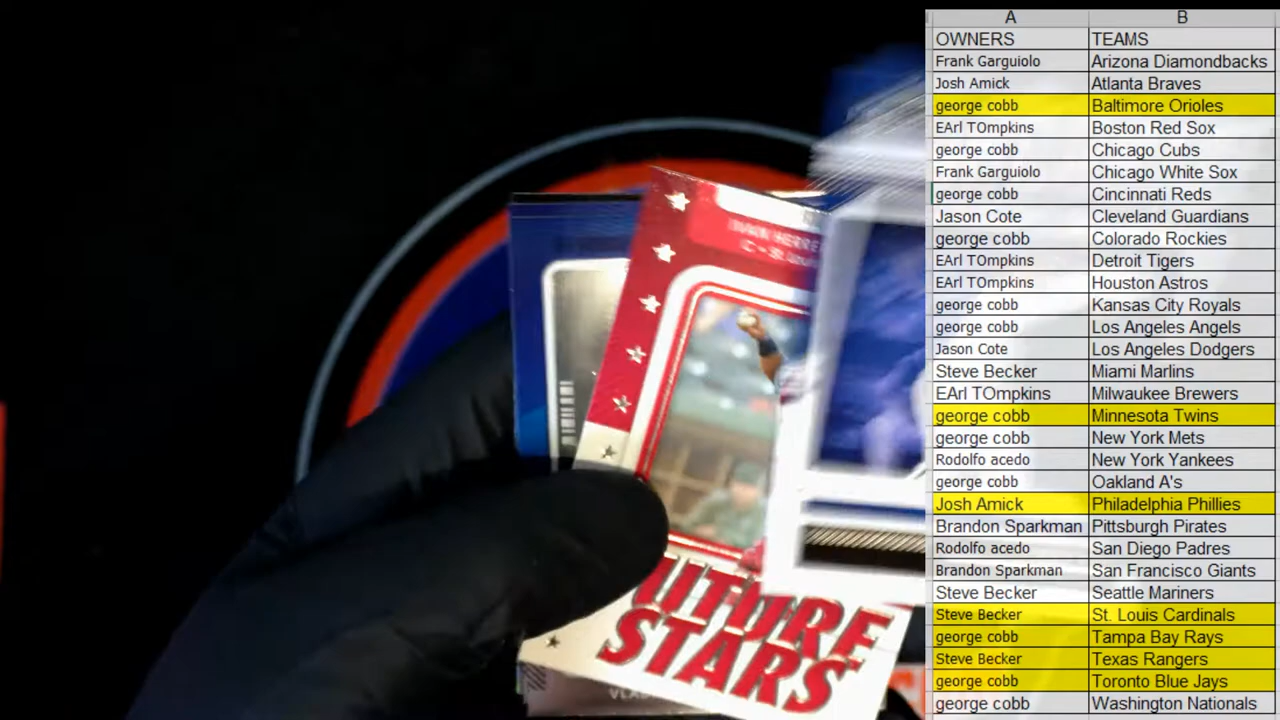 A B
OWNERS TEAMS
Frank Garguiolo Arizona Diamondbacks
Josh Amick Atlanta Braves
george cobb Baltimore Orioles
EArl TOmpkins Boston Red Sox
george cobb Chicago Cubs
Frank Garguiolo Chicago White Sox
george cobb Cincinnati Reds
Jason Cote Cleveland Guardians
george cobb Colorado Rockies
EArl TOmpkins Detroit Tigers
EArl TOmpkins Houston Astros
george cobb Kansas City Royals
george cobb Los Angeles Angels
Jason Cote Los Angeles Dodgers
Steve Becker Miami Marlins
EArl TOmpkins Milwaukee Brewers
george cobb Minnesota Twins
george cobb New York Mets
Rodolfo acedo New York Yankees
george cobb Oakland A's
Josh Amick Philadelphia Phillies
Brandon Sparkman Pittsburgh Pirates
Rodolfo acedo San Diego Padres
Brandon Sparkman San Francisco Giants
Steve Becker Seattle Mariners
Steve Becker St. Louis Cardinals
george cobb Tampa Bay Rays
Steve Becker Texas Rangers
george cobb Toronto Blue Jays
george cobb Washington Nationals
STARS